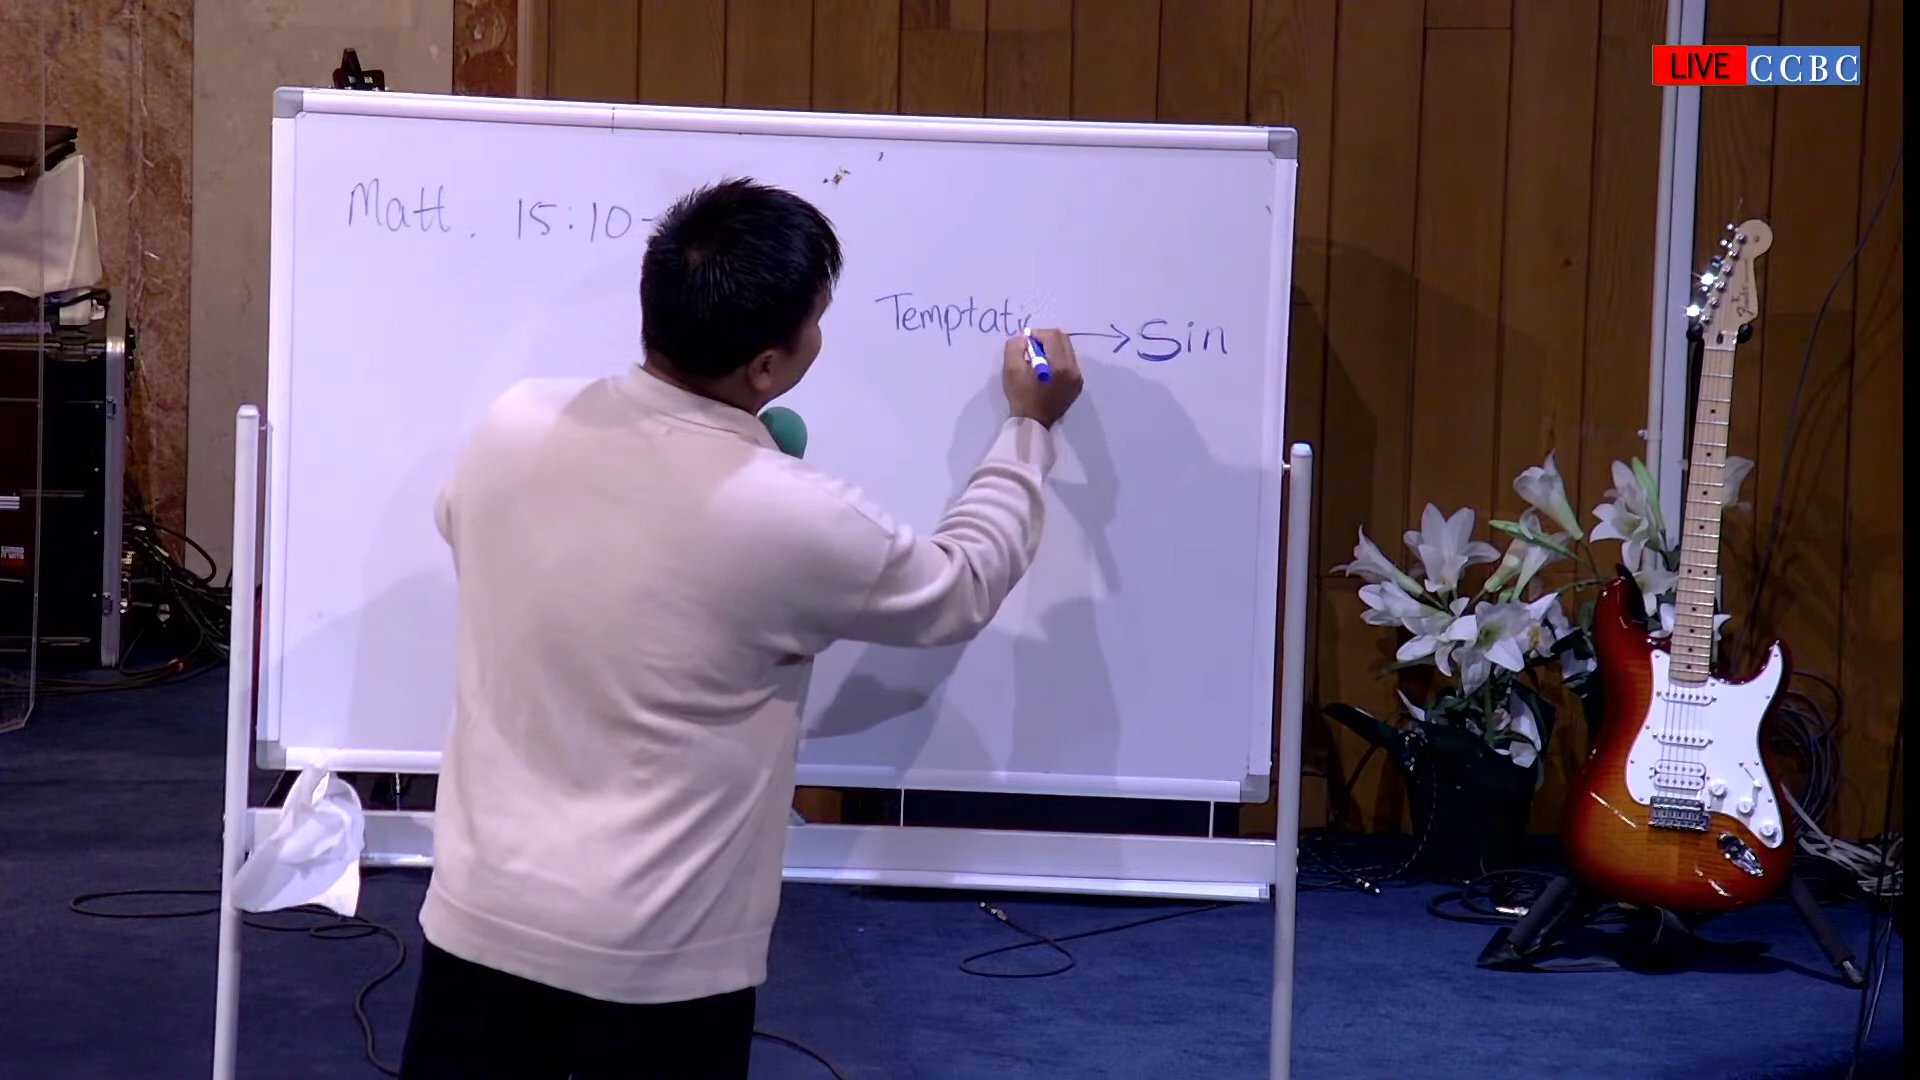 LIVE CCBC
Matt. 15:10-
Temptati → Sin